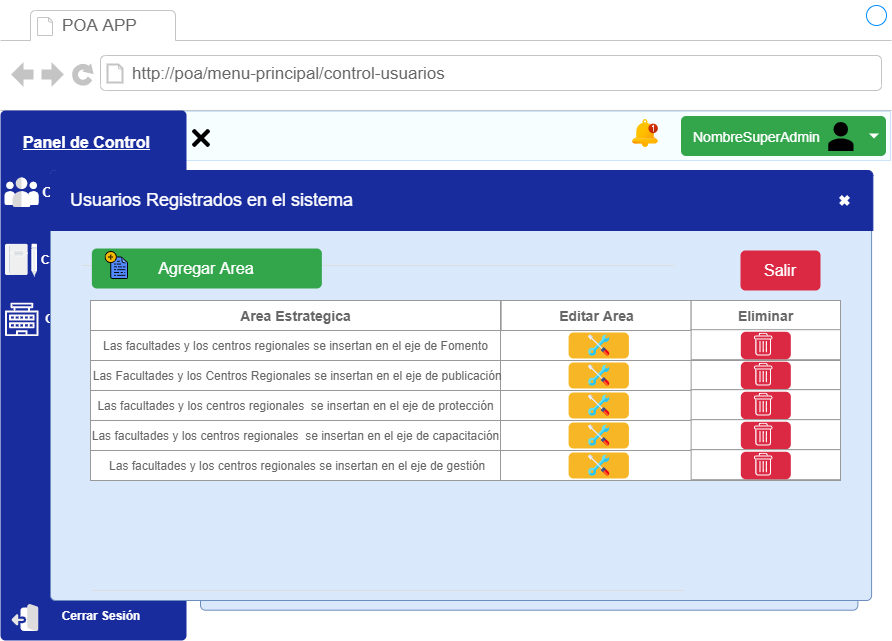 POA APP
http://poa/menu-principal/control-usuarios
Panel de Control
1
NombreSuperAdmin
C
Usuarios Registrados en el sistema
C
Agregar Area
Salir
Area Estrategica Editar Area Eliminar
Las facultades y los centros regionales se insertan en el eje de Fomento
Las Facultades y los Centros Regionales se insertan en el eje de publicación
Las facultades y los centros regionales se insertan en el eje de protección
Las facultades y los centros regionales se insertan en el eje de capacitación
Las facultades y los centros regionales se insertan en el eje de gestión
Cerrar Sesión